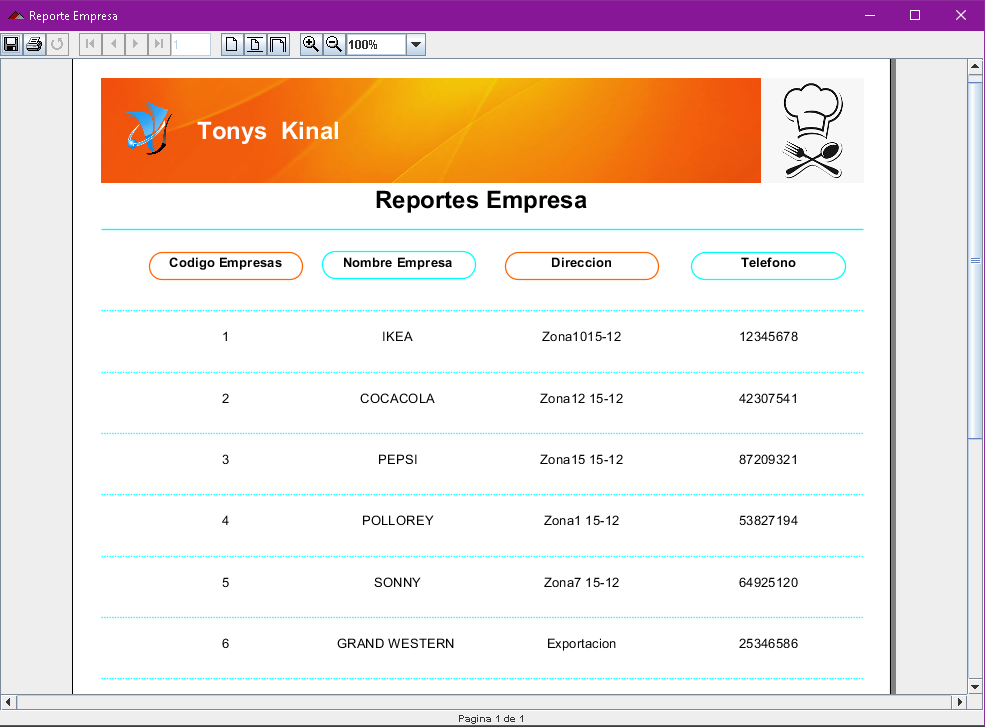 Reporte Empresa
1
100%
Tonys Kinal
Reportes Empresa
Codigo Empresas Nombre Empresa Direccion Telefono
1 IKEA Zona1015-12 12345678
2 COCACOLA Zona12 15-12 42307541
3 PEPSI Zona15 15-12 87209321
4 POLLOREY Zona1 15-12 53827194
5 SONNY Zona7 15-12 64925120
6 GRAND WESTERN Exportacion 25346586
Pagina 1 de 1